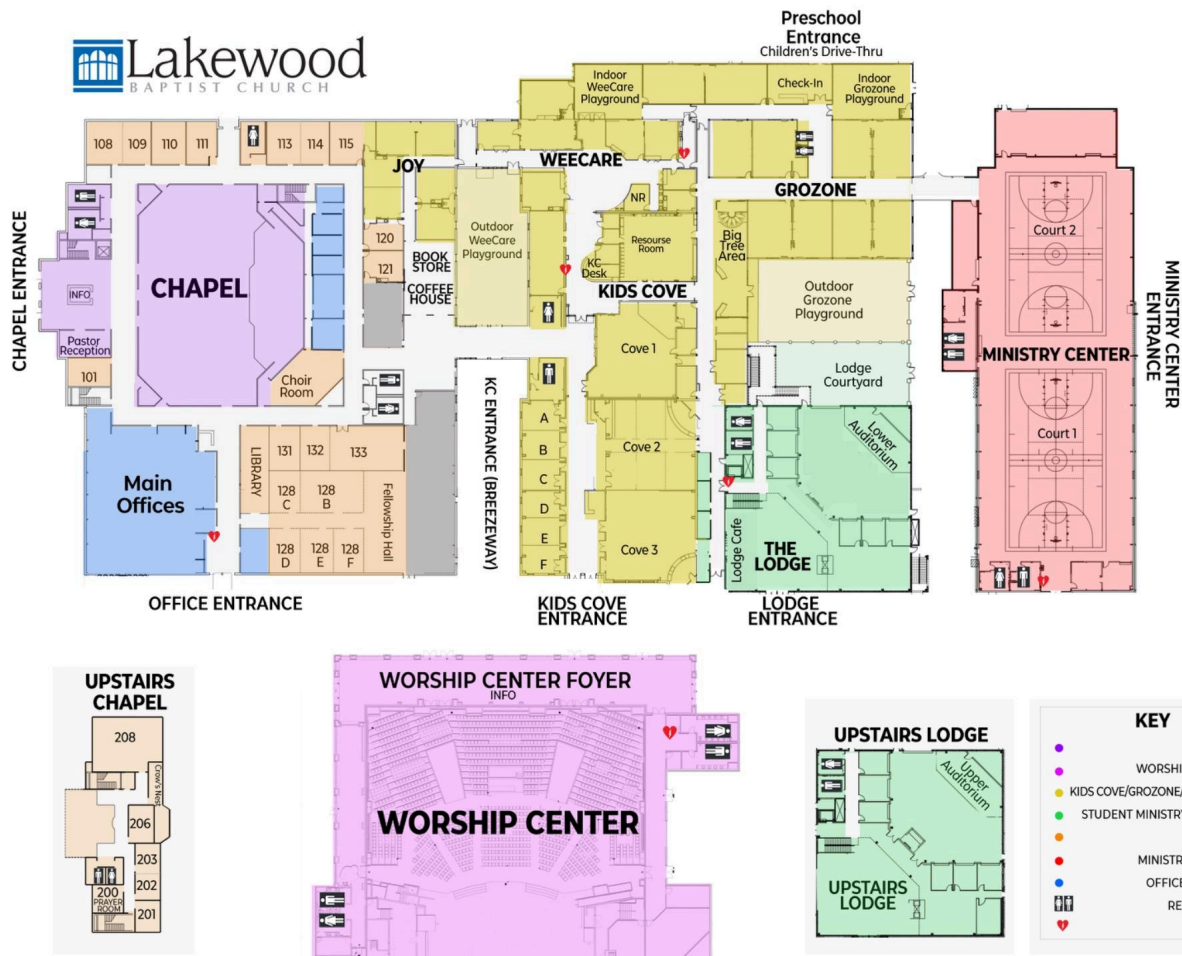 Lakewood
BAPTIST CHURCH
Preschool
Entrance
Children's Drive-Thru
Indoor
WeeCare
Playground
Check-In
Indoor
Grozone
Playground
108
109
110
111
113
114
115
JOY
WEECARE
GROZONE
NR
Resourse
Room
KC
Desk
KIDS COVE
Big
Tree
Area
Outdoor
WeeCare
Playground
Outdoor
Grozone
Playground
Lodge
Courtyard
120
121
BOOK
STORE
COFFEE
HOUSE
CHAPEL ENTRANCE
CHAPEL
INFO
Pastor
Reception
101
Choir
Room
Main
Offices
LIBRARY
131
132
133
128
C
128
B
128
D
128
E
128
F
Fellowship Hall
KC ENTRANCE (BREEZEWAY)
Cove 1
Cove 2
Cove 3
A
B
C
D
E
F
Lower
Auditorium
Lodge Cafe
THE
LODGE
Court 2
MINISTRY CENTER
Court 1
MINISTRY CENTER
ENTRANCE
OFFICE ENTRANCE
KIDS COVE
ENTRANCE
LODGE
ENTRANCE
UPSTAIRS
CHAPEL
208
Crow's Nest
206
203
202
201
200
PRAYER
ROOM
WORSHIP CENTER FOYER
INFO
WORSHIP CENTER
UPSTAIRS LODGE
Upper
Auditorium
UPSTAIRS
LODGE
KEY
WORSHI
KIDS COVE/GROZONE/
STUDENT MINISTRY
MINISTR
OFFICE
RE